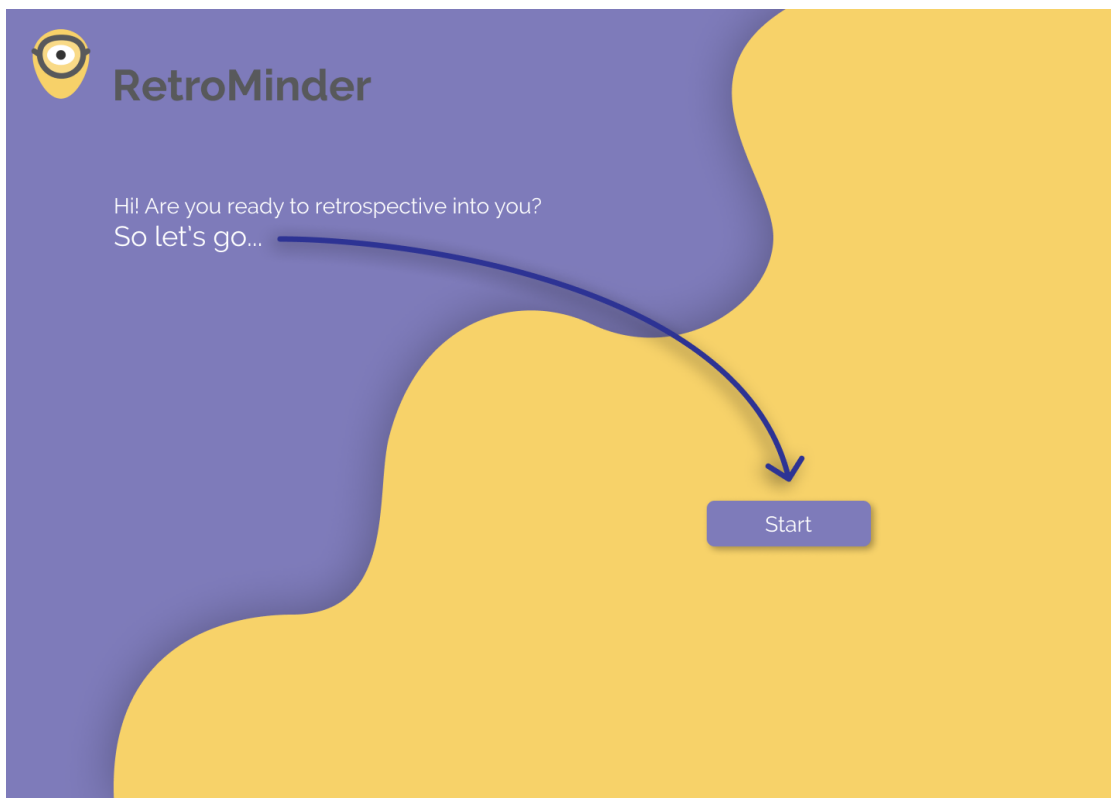 RetroMinder
Hi! Are you ready to retrospective into you?
So let's go...
Start